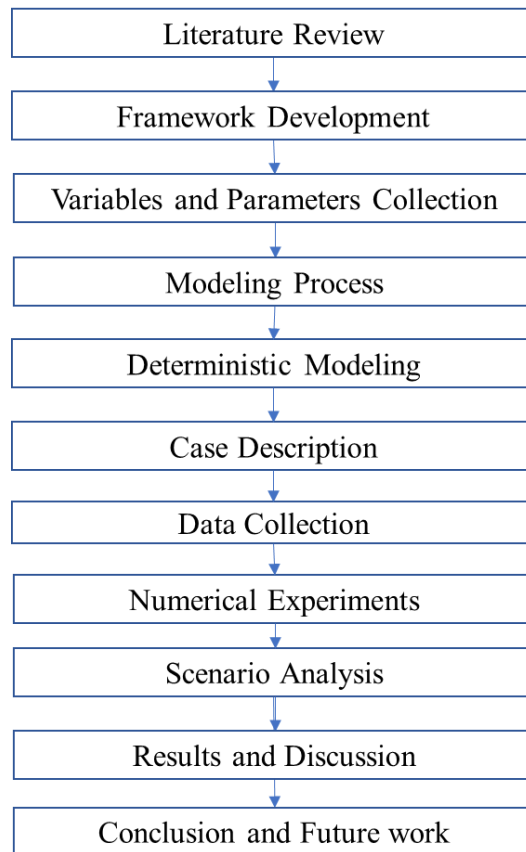 Literature Review
Framework Development
Variables and Parameters Collection
Modeling Process
Deterministic Modeling
Case Description
Data Collection
Numerical Experiments
Scenario Analysis
Results and Discussion
Conclusion and Future work